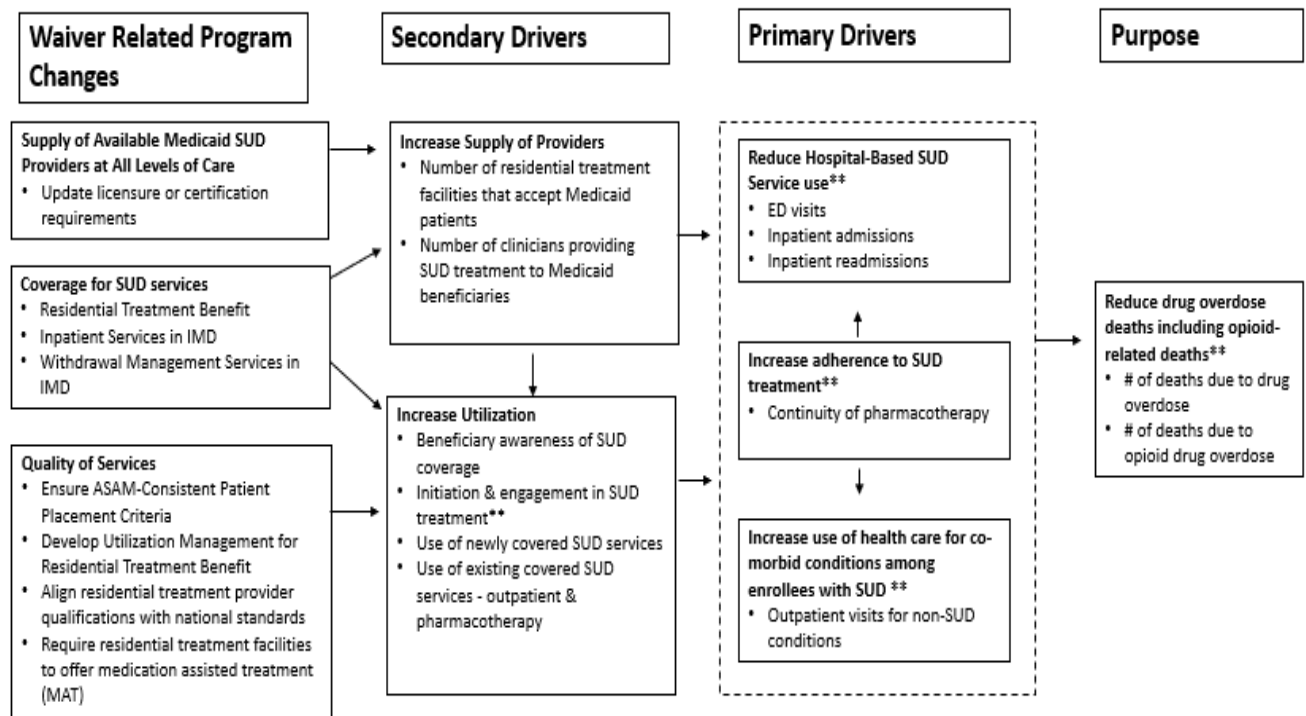 Waiver Related Program
Changes
Secondary Drivers
Primary Drivers
Purpose
Supply of Available Medicaid SUD
Providers at All Levels of Care
• Update licensure or certification
requirements
Coverage for SUD services
• Residential Treatment Benefit
• Inpatient Services in IMD
• Withdrawal Management Services in
IMD
Quality of Services
• Ensure ASAM-Consistent Patient
Placement Criteria
• Develop Utilization Management for
Residential Treatment Benefit
• Align residential treatment provider
qualifications with national standards
• Require residential treatment facilities
to offer medication assisted treatment
(MAT)
Increase Supply of Providers
• Number of residential treatment
facilities that accept Medicaid
patients
• Number of clinicians providing
SUD treatment to Medicaid
beneficiaries
Increase Utilization
• Beneficiary awareness of SUD
coverage
• Initiation & engagement in SUD
treatment**
• Use of newly covered SUD services
• Use of existing covered SUD
services - outpatient &
pharmacotherapy
Reduce Hospital-Based SUD
Service use**
• ED visits
• Inpatient admissions
• Inpatient readmissions
Increase adherence to SUD
treatment**
• Continuity of pharmacotherapy
Increase use of health care for co-
morbid conditions among
enrollees with SUD **
• Outpatient visits for non-SUD
conditions
Reduce drug overdose
deaths including opioid-
related deaths**
• # of deaths due to drug
overdose
• # of deaths due to
opioid drug overdose